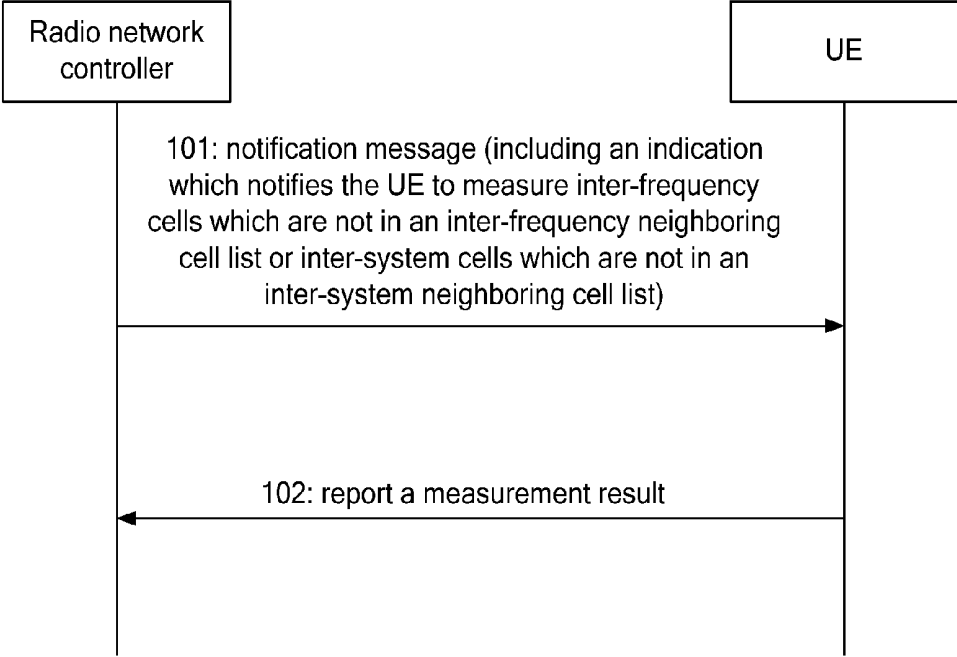 Radio network
controller
UE
101: notification message (including an indication
which notifies the UE to measure inter-frequency
cells which are not in an inter-frequency neighboring
cell list or inter-system cells which are not in an
inter-system neighboring cell list)
102: report a measurement result